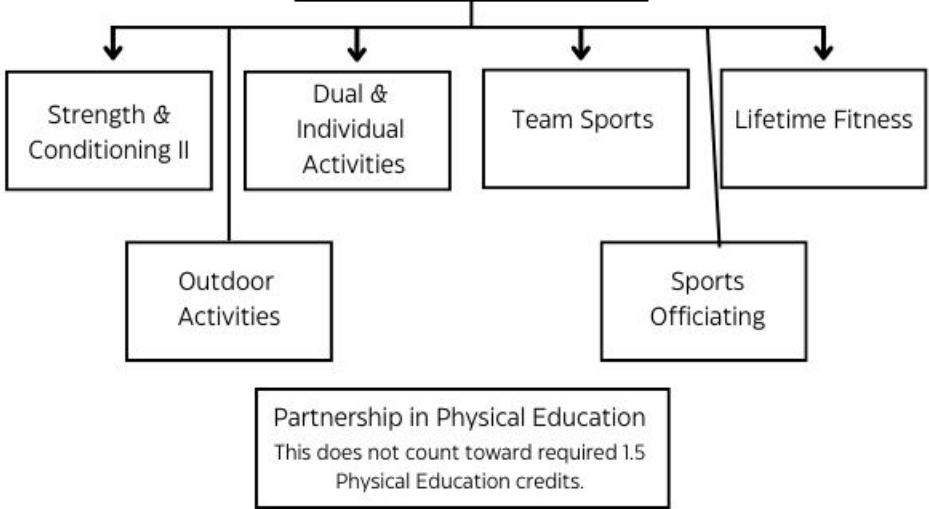 Strength &
Conditioning II
Dual &
Individual
Activities
Team Sports
Lifetime Fitness
Outdoor
Activities
Sports
Officiating
Partnership in Physical Education
This does not count toward required 1.5
Physical Education credits.